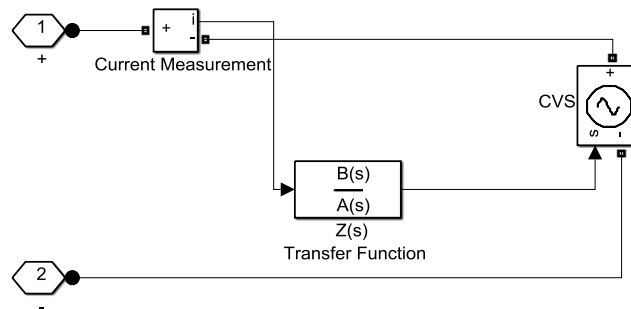 1
+
+
i
-
Current Measurement
+
CVS
s
-
B(s)
A(s)
Z(s)
Transfer Function
2
-